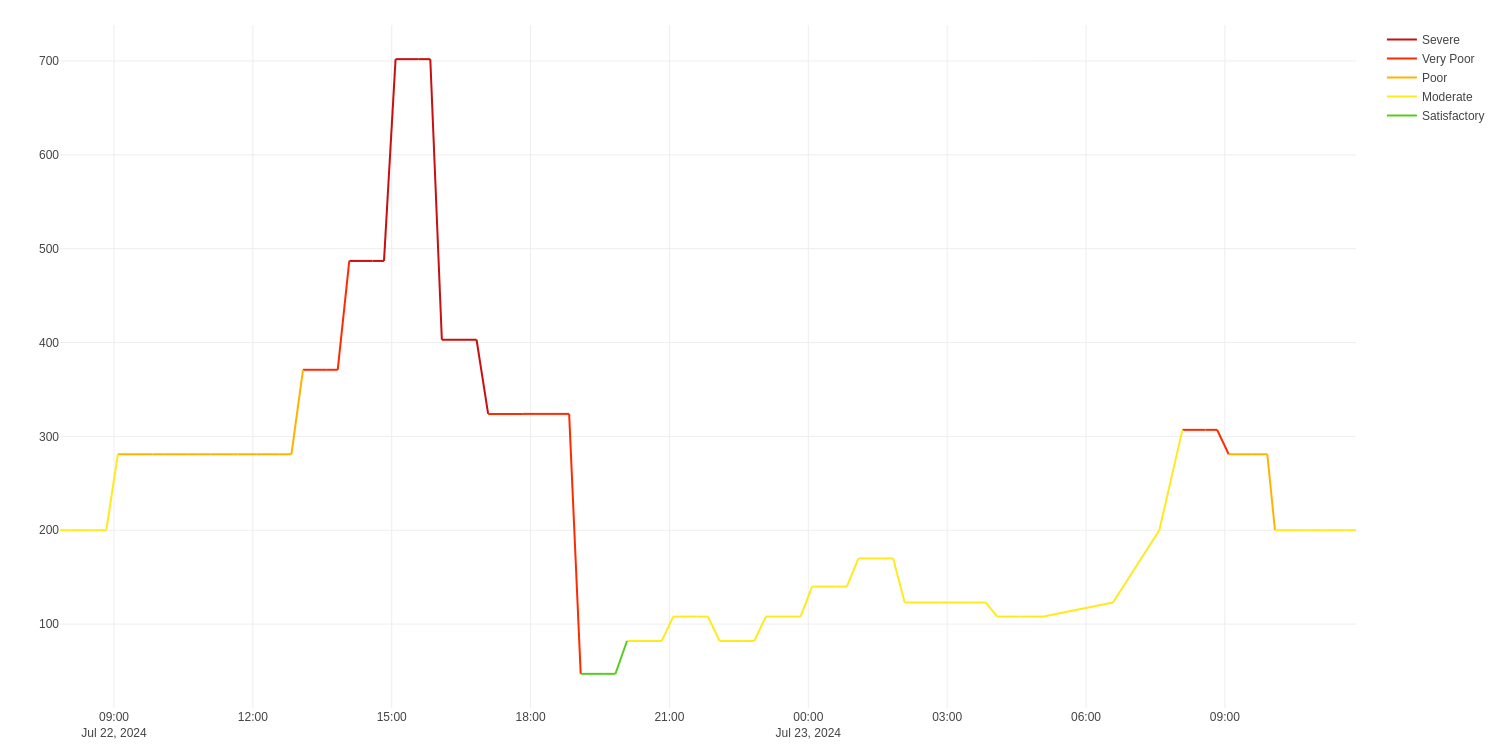 700
600
500
400
300
200
100
09:00
Jul 22, 2024
12:00
15:00
18:00
21:00
00:00
Jul 23, 2024
03:00
06:00
09:00
Severe
Very Poor
Poor
Moderate
Satisfactory